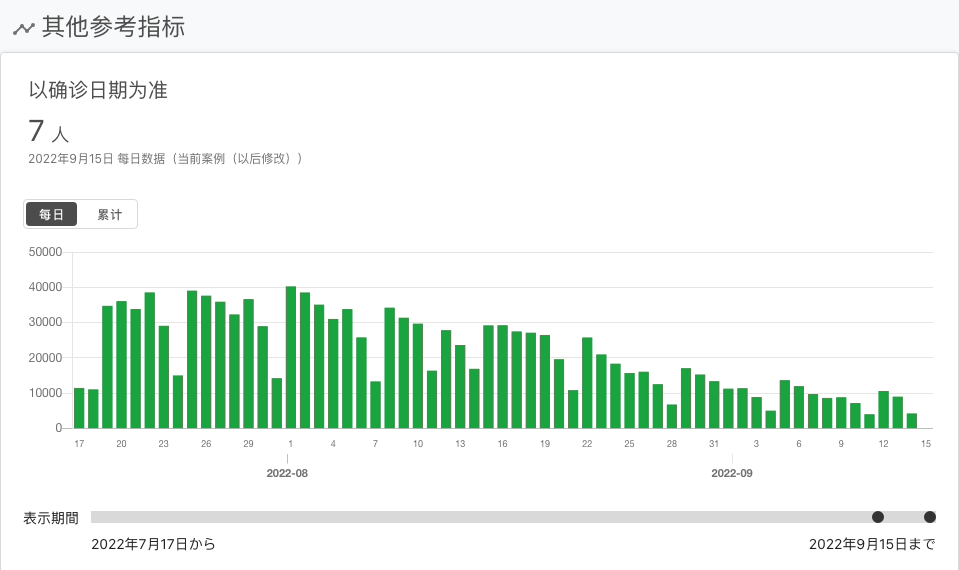 其他参考指标
以确诊日期为准
7 人
2022年9月15日 每日数据（当前案例（以后修改））
每日 累计
50000
40000
30000
20000
10000
0
17 20 23 26 29 1 4 7 10 13 16 19 22 25 28 31 3 6 9 12 15
2022-08 2022-09
表示期間
2022年7月17日から 2022年9月15日まで